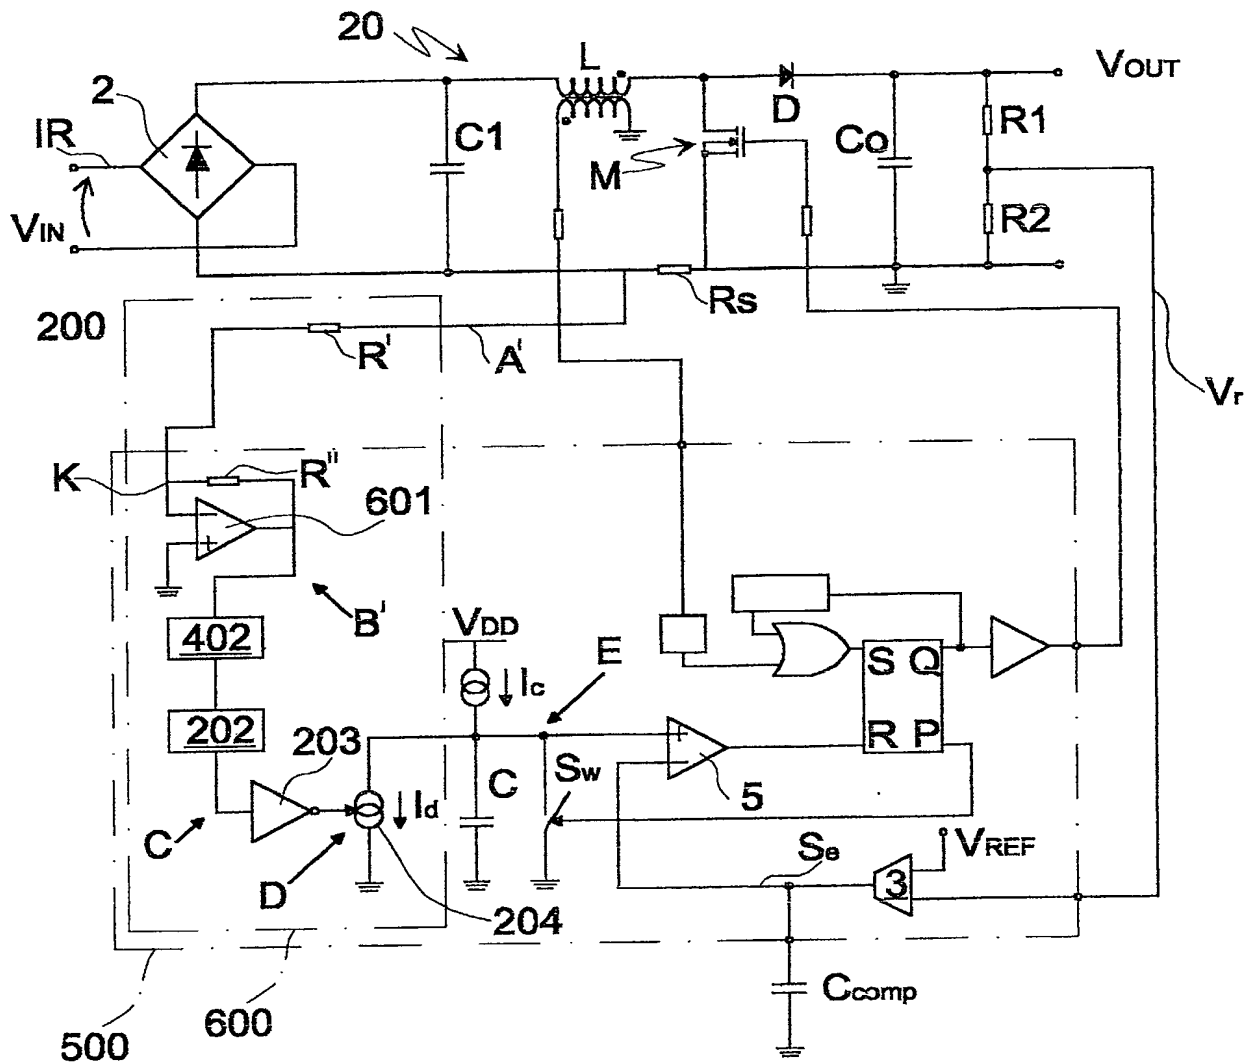 20
L
VOUT
2
IR
C1
D
Co
R1
M
VIN
R2
Rs
200
R'
A'
Vr
K
R"
601
-
+
B'
402
VDD
E
S Q
Ic
202
203
R P
+
-
C
Sw
5
Id
C
VREF
Se
3
D
204
Ccomp
600
500